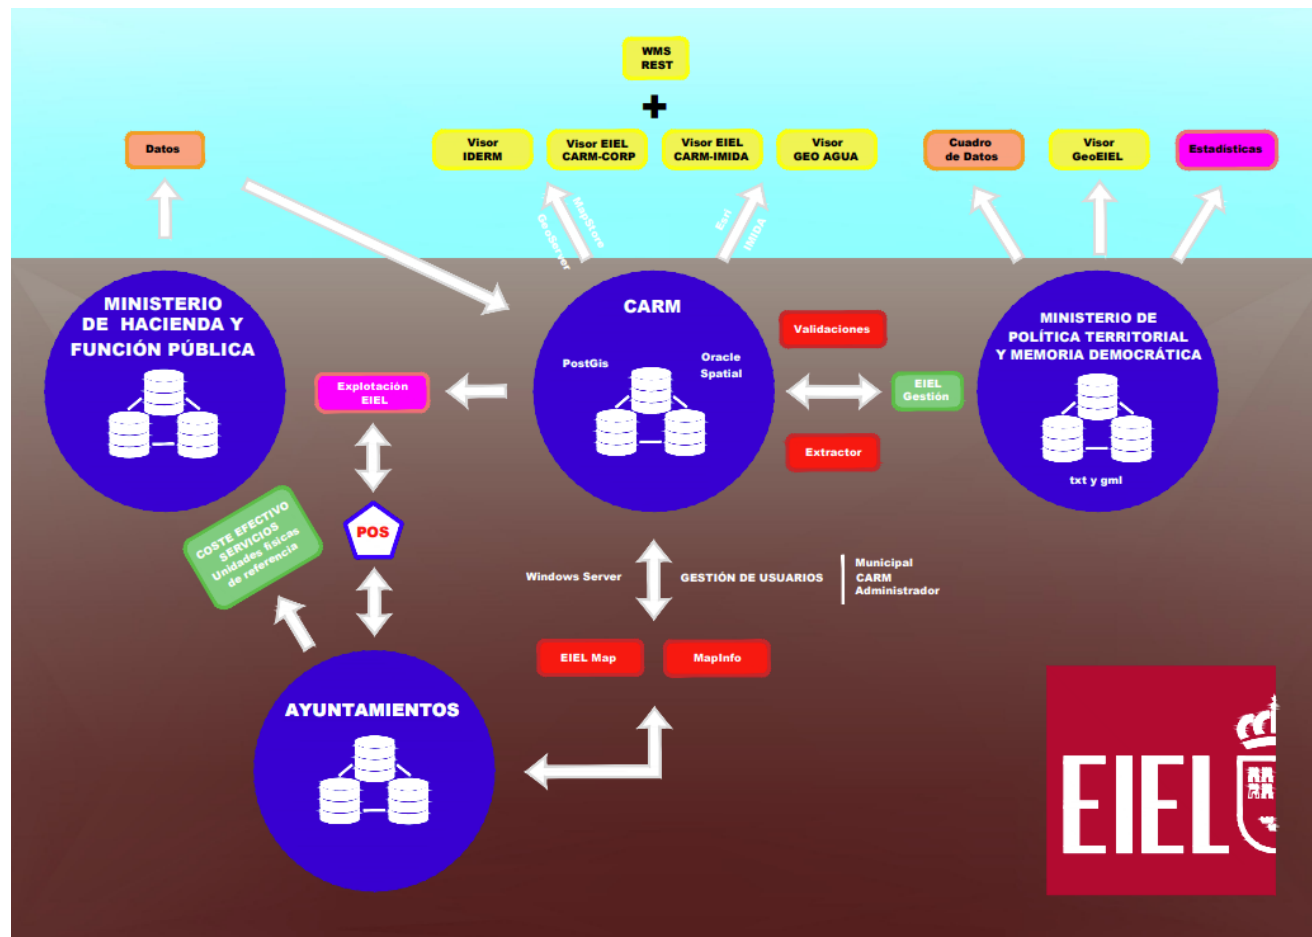 WMS
REST
Datos
Visor
IDERM
Visor EIEL
CARM-CORP
Visor EIEL
CARM-IMIDA
Visor
GEO AGUA
Cuadro
de Datos
Visor
GeoEIEL
Estadísticas
MapStore
GeoServer
Esri
IMIDA
MINISTERIO
DE HACIENDA Y
FUNCIÓN PÚBLICA
CARM
PostGis
Oracle
Spatial
Validaciones
EIEL
Gestión
Extractor
MINISTERIO DE
POLÍTICA TERRITORIAL
Y MEMORIA DEMOCRÁTICA
txt y gml
Explotación
EIEL
POS
COSTE EFECTIVO
SERVICIOS
Unidades físicas
de referencia
Windows Server
GESTIÓN DE USUARIOS
Municipal
CARM
Administrador
EIEL Map
MapInfo
AYUNTAMIENTOS
EIEL